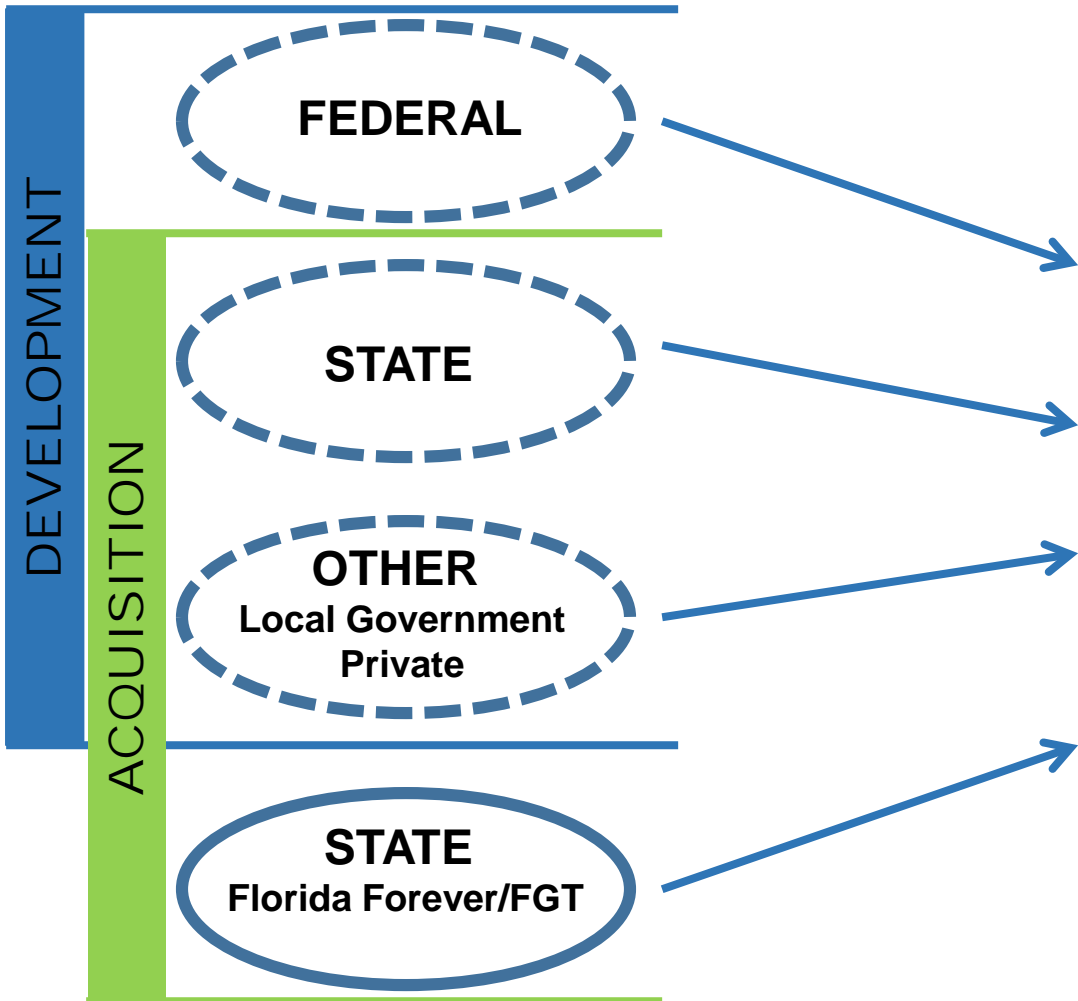 DEVELOPMENT
ACQUISITION
FEDERAL
STATE
OTHER
Local Government
Private
STATE
Florida Forever/FGT